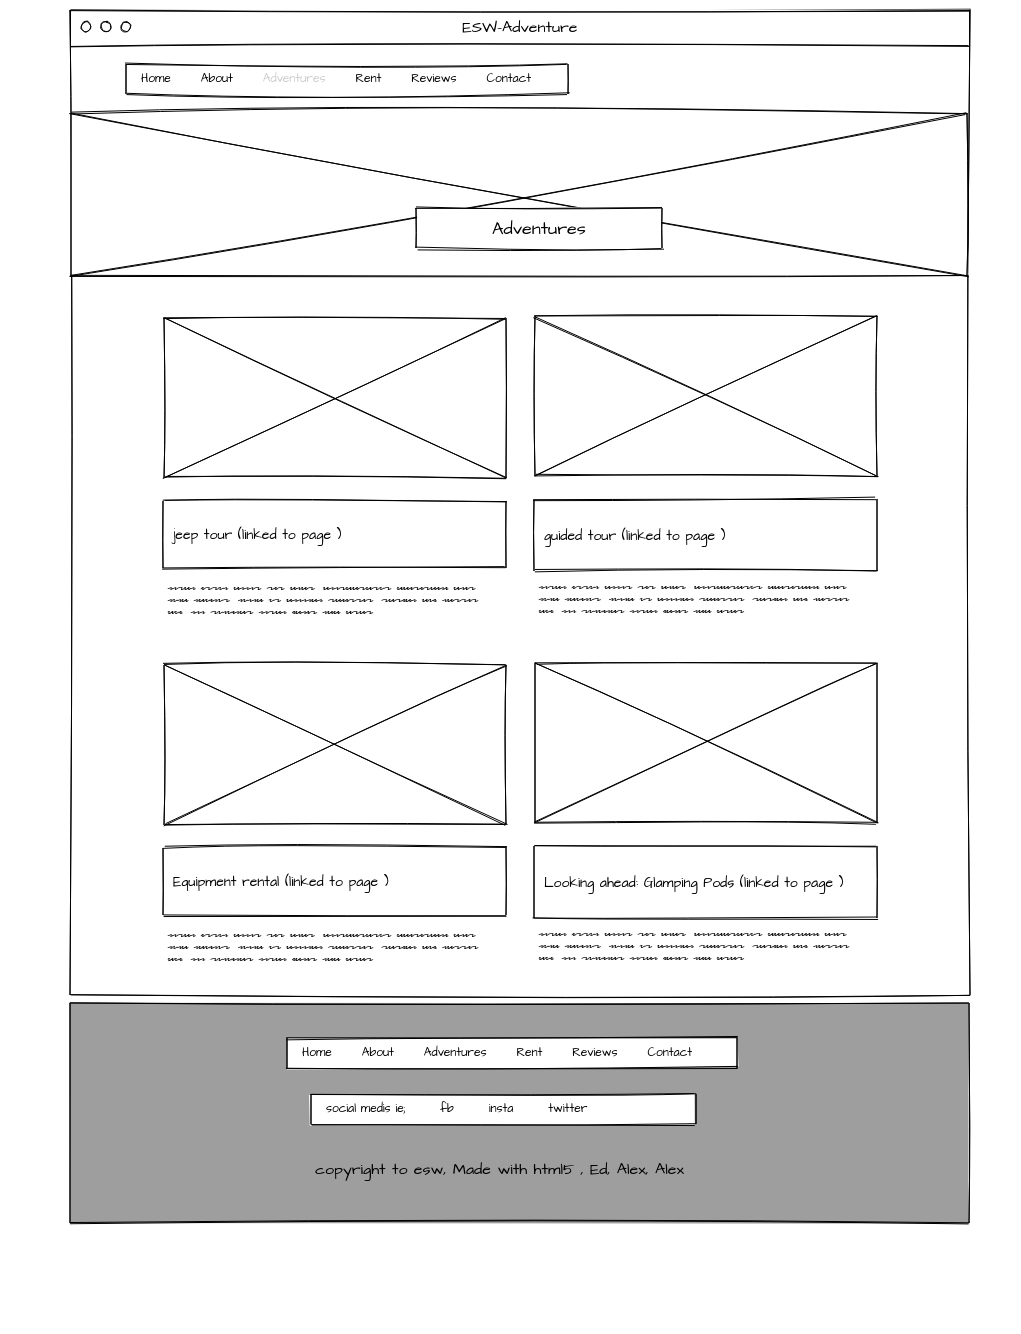 ESW-Adventure
Home About Adventures Rent Reviews Contact
Adventures
jeep tour (linked to page )
guided tour (linked to page )
Equipment rental (linked to page )
Looking ahead: Glamping Pods (linked to page )
Home About Adventures Rent Reviews Contact
social medis ie; fb insta twitter
copyright to esw, Made with html5 , Ed, Alex, Alex